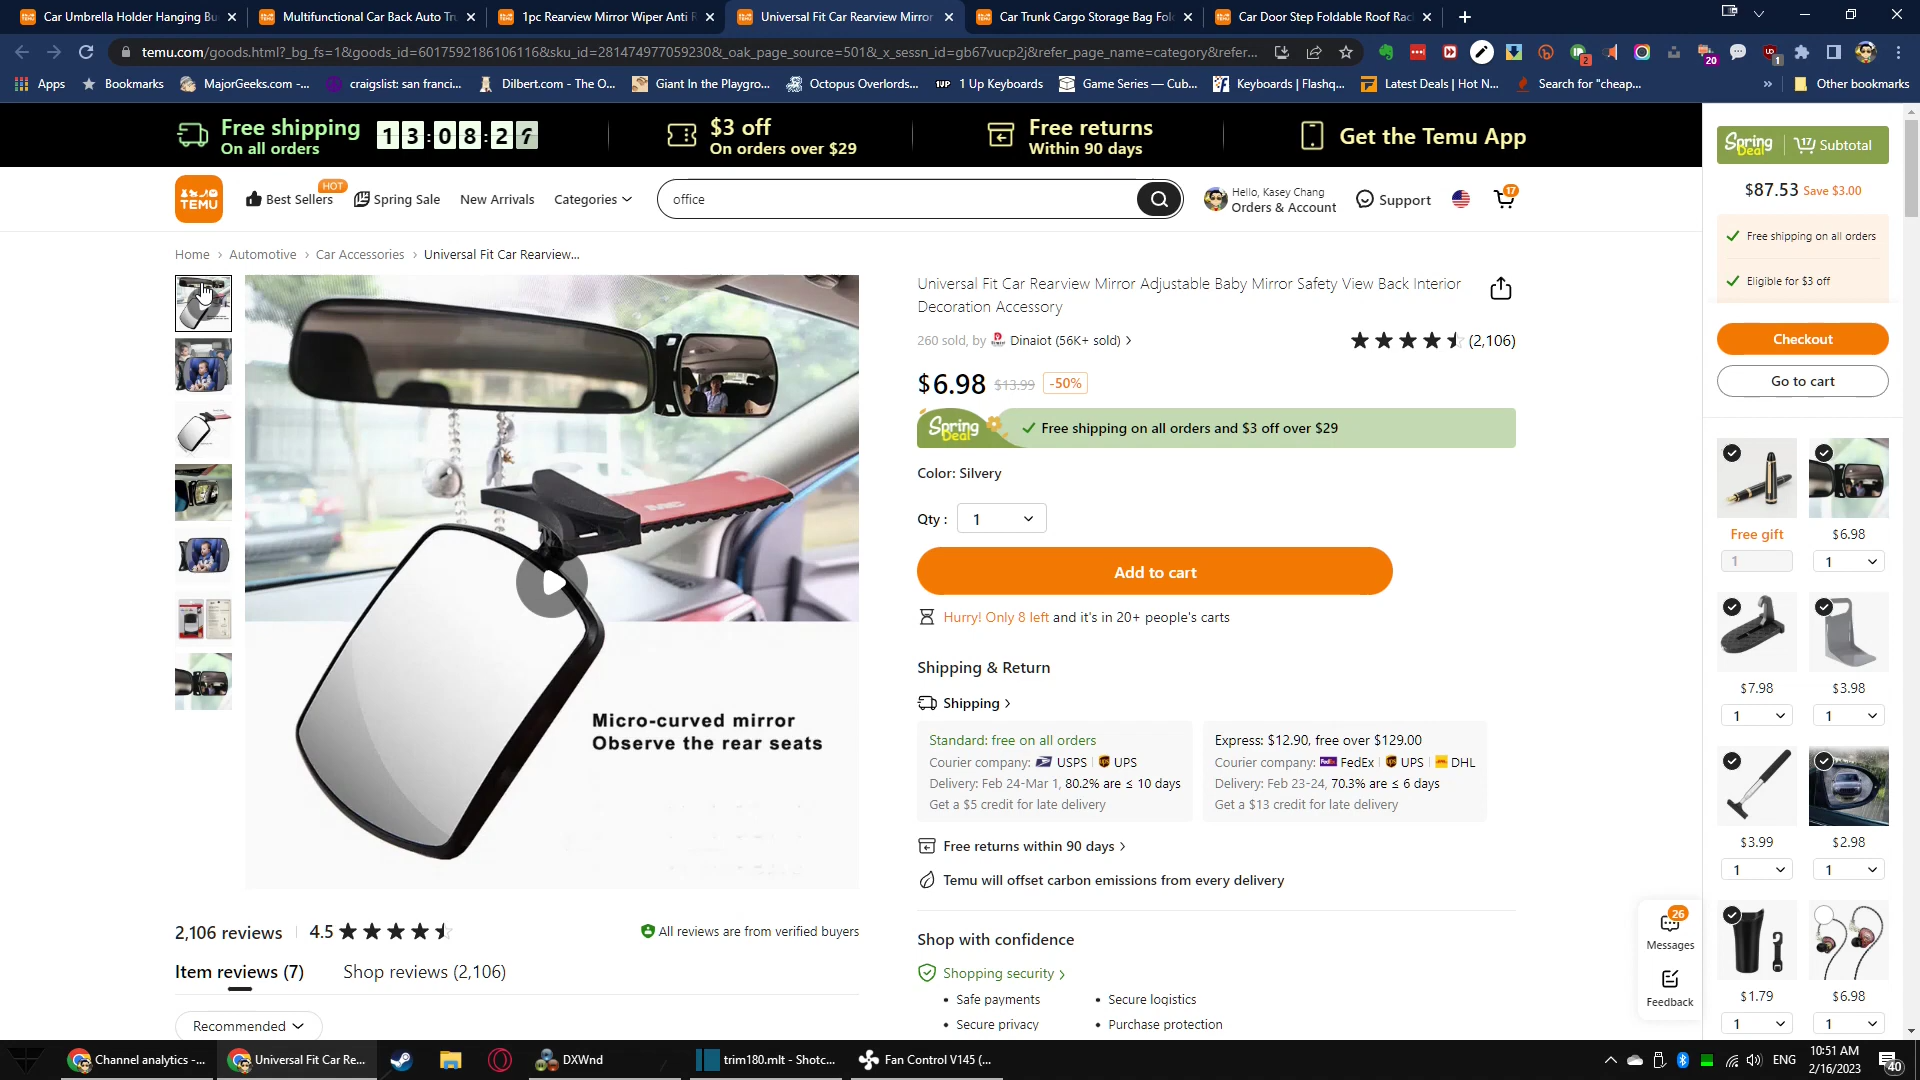 Car Umbrella Holder Hanging Bu
Multifunctional Car Back Auto Tru
1pc Rearview Mirror Wiper Anti R
Universal Fit Car Rearview Mirror
Car Trunk Cargo Storage Bag Fol
Car Door Step Foldable Roof Rac
temu.com/goods.html?_bg_fs=1&goods_id=601759218610​6116&sku_id=281474977059230&_oak_page_source=501&_x_sessn_id=gb67vucp2j&refer_page_name=category&refer...
Apps
Bookmarks
MajorGeeks.com -...
craigslist: san franci...
Dilbert.com - The O...
Giant In the Playgro...
Octopus Overlords...
1UP 1 Up Keyboards
Game Series — Cub...
Keyboards | Flashq...
Latest Deals | Hot N...
Search for "cheap...
Other bookmarks
Free shipping
On all orders
$3 off
On orders over $29
Free returns
Within 90 days
Get the Temu App
TEMU
Best Sellers
HOT
Spring Sale
New Arrivals
Categories
office
Hello, Kasey Chang
Orders & Account
Support
17
Home › Automotive › Car Accessories › Universal Fit Car Rearview...
Micro-curved mirror
Observe the rear seats
2,106 reviews
4.5
All reviews are from verified buyers
Item reviews (7)
Shop reviews (2,106)
Recommended
Universal Fit Car Rearview Mirror Adjustable Baby Mirror Safety View Back Interior
Decoration Accessory
260 sold, by Dinaiot (56K+ sold) ›
(2,106)
$6.98 $13.99 -50%
Spring Deal
Free shipping on all orders and $3 off over $29
Color: Silvery
Qty : 1
Add to cart
Hurry! Only 8 left and it's in 20+ people's carts
Shipping & Return
Shipping ›
Standard: free on all orders
Courier company: USPS | UPS
Delivery: Feb 24-Mar 1, 80.2% are ≤ 10 days
Get a $5 credit for late delivery
Express: $12.90, free over $129.00
Courier company: FedEx | UPS | DHL
Delivery: Feb 23-24, 70.3% are ≤ 6 days
Get a $13 credit for late delivery
Free returns within 90 days ›
Temu will offset carbon emissions from every delivery
Shop with confidence
Shopping security ›
• Safe payments
• Secure logistics
• Secure privacy
• Purchase protection
Spring Deal
17 Subtotal
$87.53 Save $3.00
Free shipping on all orders
Eligible for $3 off
Checkout
Go to cart
Free gift
$6.98
1
1
$7.98
$3.98
1
1
$3.99
$2.98
1
1
$1.79
$6.98
1
1
26
Messages
Feedback
Channel analytics -...
Universal Fit Car Re...
DXWnd
trim180.mlt - Shotc...
Fan Control V145 (...
ENG
10:51 AM
2/16/2023
40